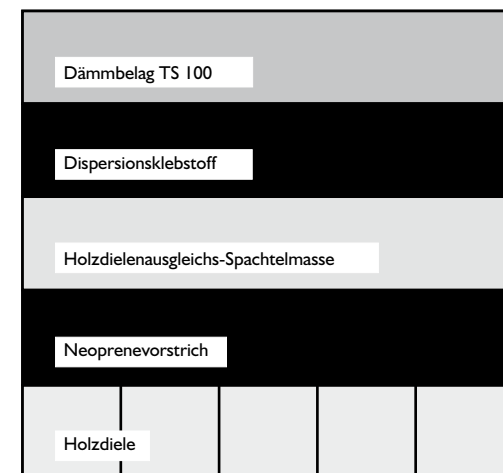 Dämmbelag TS 100
Dispersionsklebstoff
Holzdielenausgleichs-Spachtelmasse
Neoprenevorstrich
Holzdiele